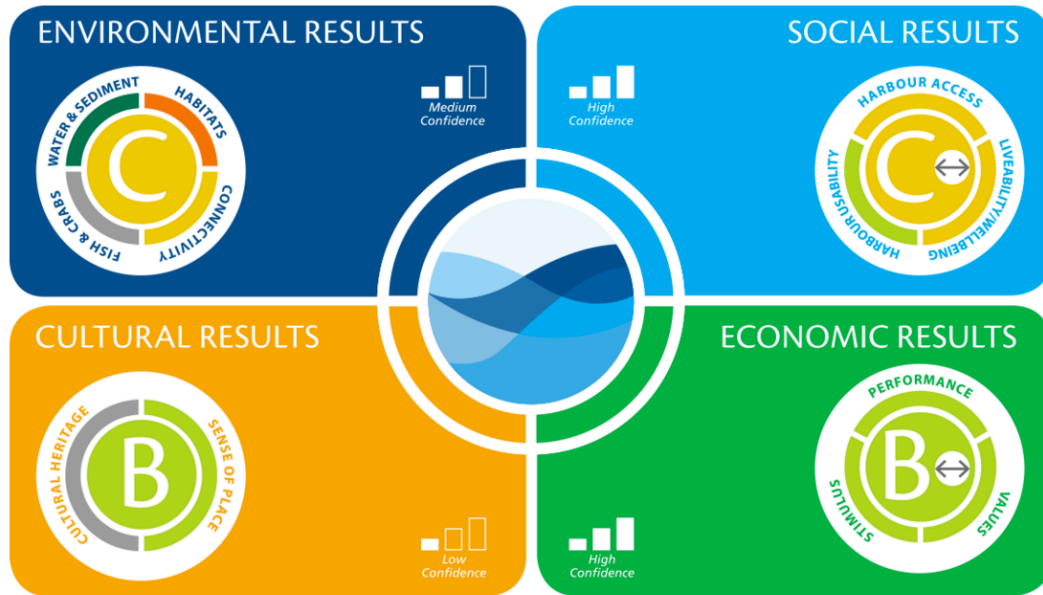 ENVIRONMENTAL RESULTS
WATER & SEDIMENT
HABITATS
FISH & CRABS
CONNECTIVITY
C
Medium
Confidence
SOCIAL RESULTS
High
Confidence
HARBOUR ACCESS
HARBOUR USABILITY
LIVEABILITY/WELLBEING
C
CULTURAL RESULTS
CULTURAL HERITAGE
SENSE OF PLACE
B
Low
Confidence
ECONOMIC RESULTS
High
Confidence
PERFORMANCE
STIMULUS
VALUES
B